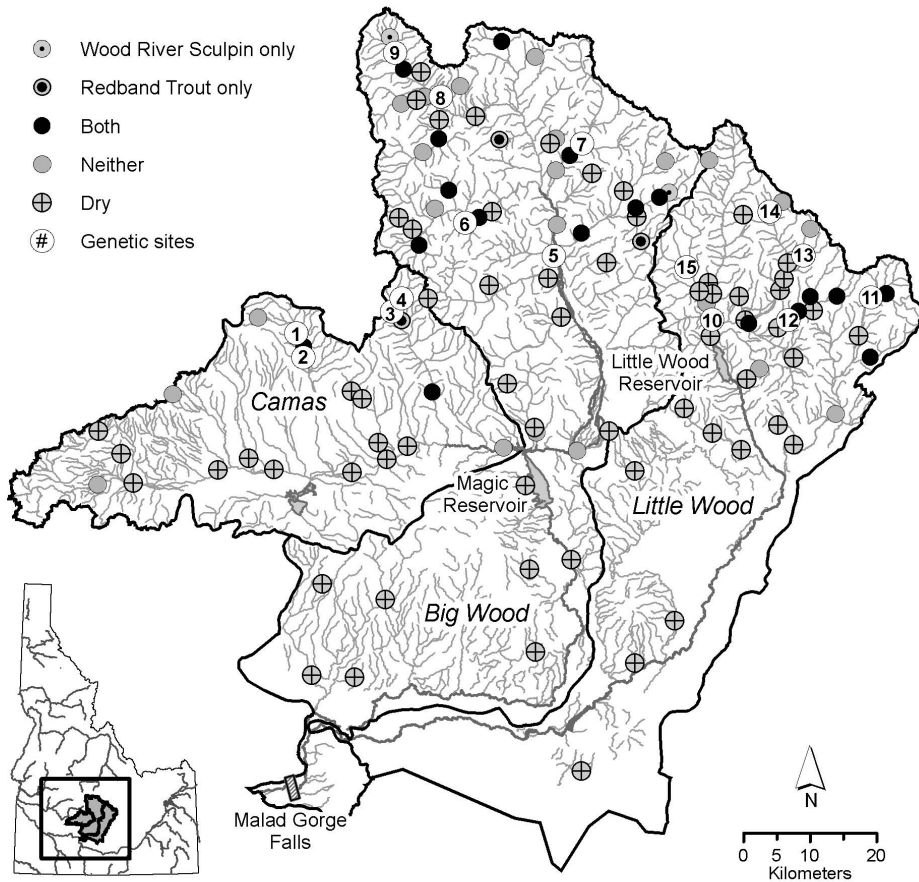 Wood River Sculpin only
Redband Trout only
Both
Neither
Dry
# Genetic sites
9
8
7
6
5
14
13
15
11
10
12
4
3
1
2
Little Wood
Reservoir
Camas
Magic
Reservoir
Little Wood
Big Wood
Malad Gorge
Falls
N
0 5 10 20
Kilometers